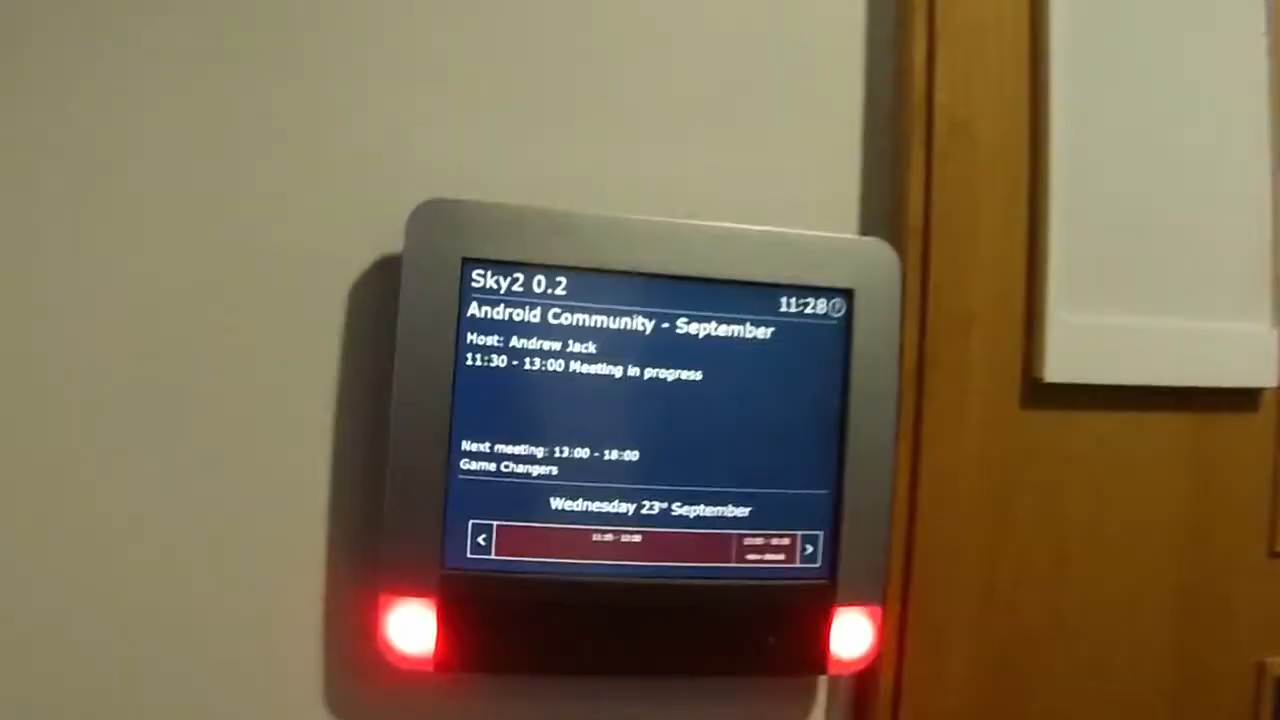 Sky2 0.2
11:28
Android Community - September
Host: Andrew Jack
11:30 - 13:00 Meeting in progress
Next meeting: 13:00 - 18:00
Game Changers
Wednesday 23rd September
<
>